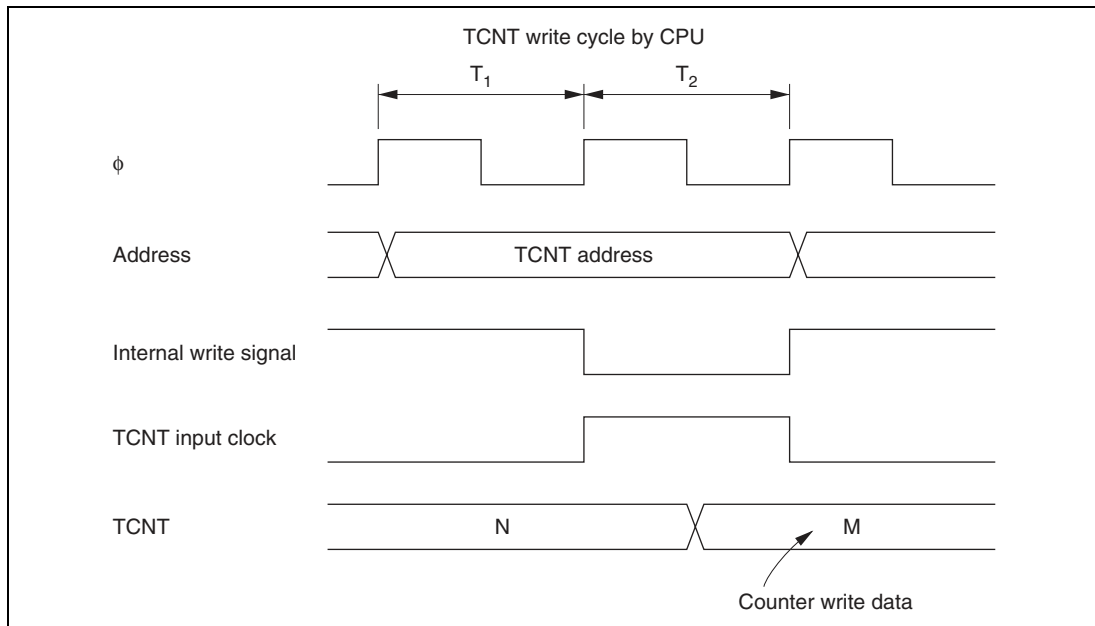 TCNT write cycle by CPU
T1 T2
ϕ
Address TCNT address
Internal write signal
TCNT input clock
TCNT N M
Counter write data